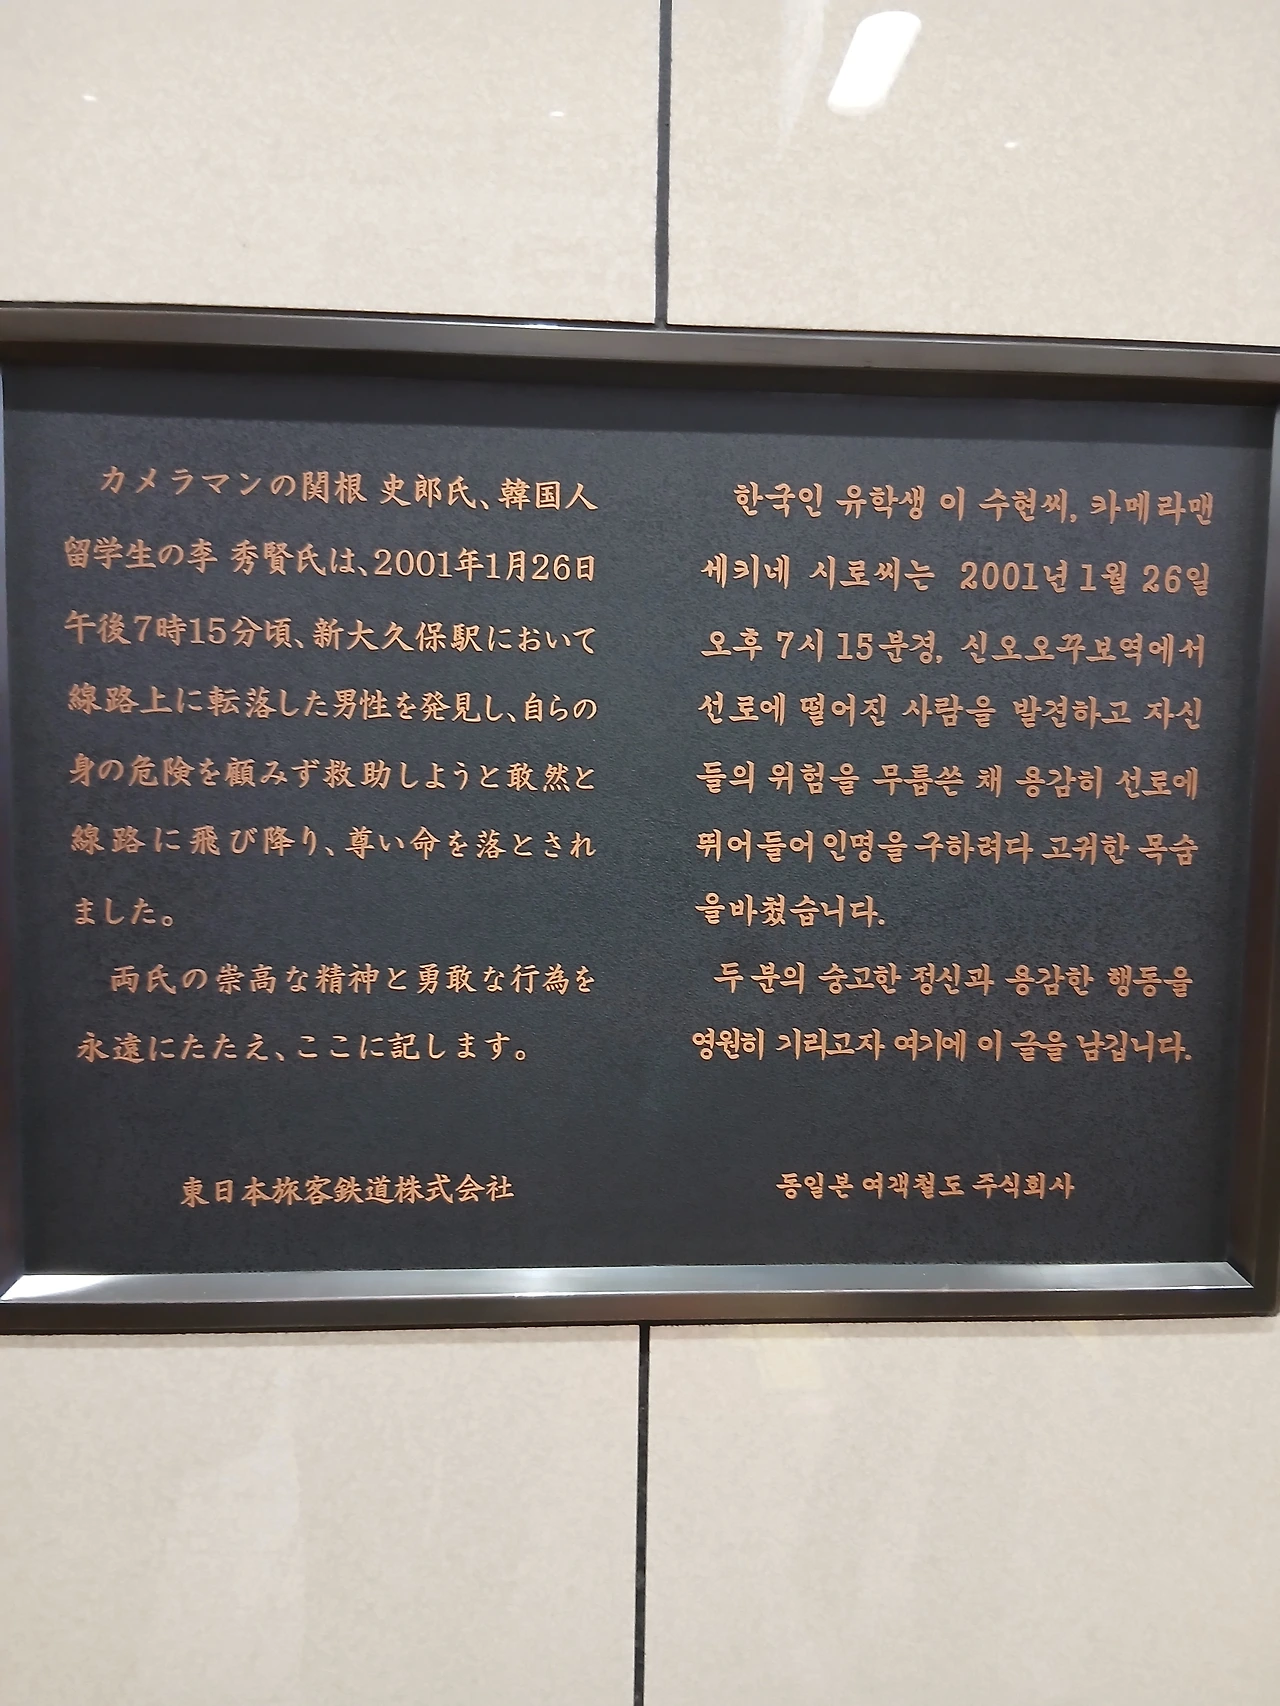 カメラマンの関根 史郎氏、韓国人
留学生の李 秀賢氏は、2001年1月26日
午後7時15分頃、新大久保駅において
線路上に転落した男性を発見し、自らの
身の危険を顧みず救助しようと敢然と
線路に飛び降り、尊い命を落とされ
ました。
両氏の崇高な精神と勇敢な行為を
永遠にたたえ、ここに記します。
東日本旅客鉄道株式会社
한국인 유학생 이 수현씨, 카메라맨
세키네 시로씨는 2001년 1월 26일
오후 7시 15분경, 신오오꾸보역에서
선로에 떨어진 사람을 발견하고 자신
들의 위험을 무릅쓴 채 용감히 선로에
뛰어들어 인명을 구하려다 고귀한 목숨
을바쳤습니다.
두 분의 숭고한 정신과 용감한 행동을
영원히 기리고자 여기에 이 글을 남깁니다.
동일본 여객철도 주식회사